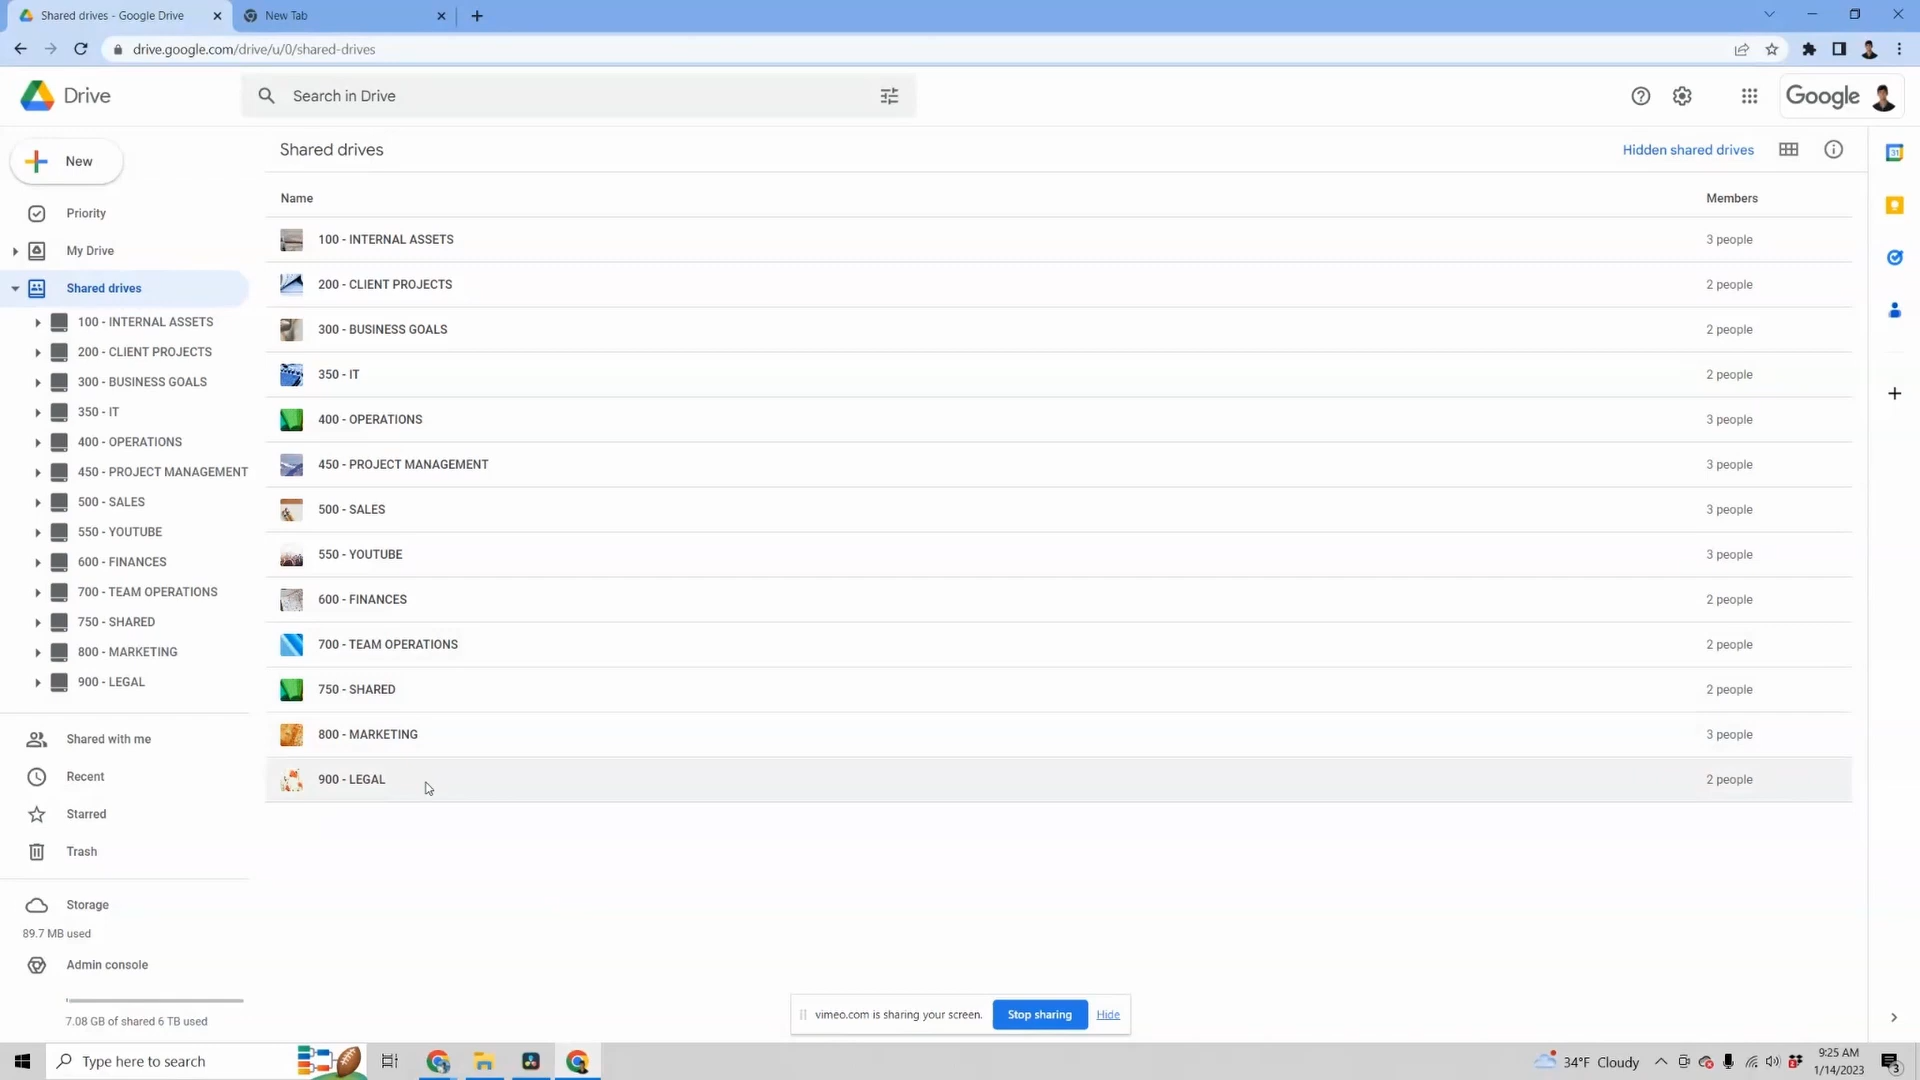 Shared drives - Google Drive
New Tab
drive.google.com/drive/u/0/shared-drives
Drive
Search in Drive
Google
New
Priority
My Drive
Shared drives
100 - INTERNAL ASSETS
200 - CLIENT PROJECTS
300 - BUSINESS GOALS
350 - IT
400 - OPERATIONS
450 - PROJECT MANAGEMENT
500 - SALES
550 - YOUTUBE
600 - FINANCES
700 - TEAM OPERATIONS
750 - SHARED
800 - MARKETING
900 - LEGAL
Shared with me
Recent
Starred
Trash
Storage
89.7 MB used
Admin console
7.08 GB of shared 6 TB used
Shared drives
Hidden shared drives
Name Members
100 - INTERNAL ASSETS 3 people
200 - CLIENT PROJECTS 2 people
300 - BUSINESS GOALS 2 people
350 - IT 2 people
400 - OPERATIONS 3 people
450 - PROJECT MANAGEMENT 3 people
500 - SALES 3 people
550 - YOUTUBE 3 people
600 - FINANCES 2 people
700 - TEAM OPERATIONS 2 people
750 - SHARED 2 people
800 - MARKETING 3 people
900 - LEGAL 2 people
31
vimeo.com is sharing your screen. Stop sharing Hide
Type here to search
34°F Cloudy
9:25 AM
1/14/2023
3